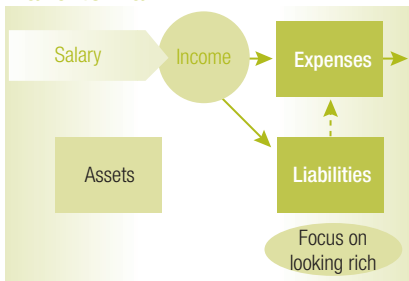 Salary
Income
Expenses
Assets
Liabilities
Focus on
looking rich